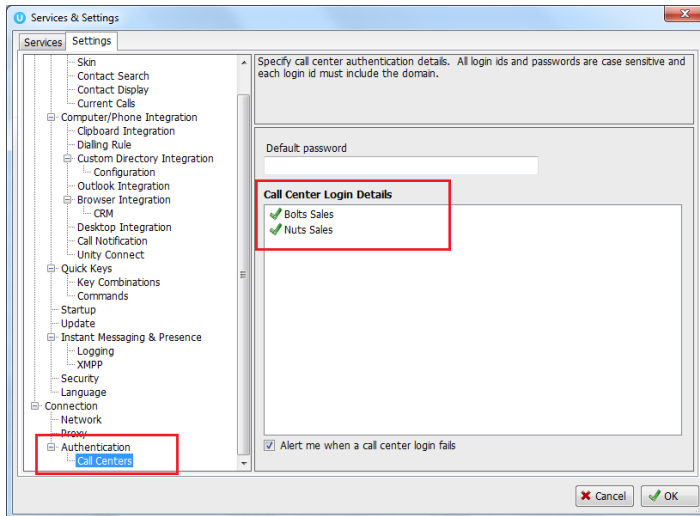 Services & Settings
Services
Settings
Skin
Contact Search
Contact Display
Current Calls
Computer/Phone Integration
Clipboard Integration
Dialing Rule
Custom Directory Integration
Configuration
Outlook Integration
Browser Integration
CRM
Desktop Integration
Call Notification
Unity Connect
Quick Keys
Key Combinations
Commands
Startup
Update
Instant Messaging & Presence
Logging
XMPP
Security
Language
Connection
Network
Proxy
Authentication
Call Centers
Specify call center authentication details. All login ids and passwords are case sensitive and
each login id must include the domain.
Default password
Call Center Login Details
Bolts Sales
Nuts Sales
Alert me when a call center login fails
Cancel
OK